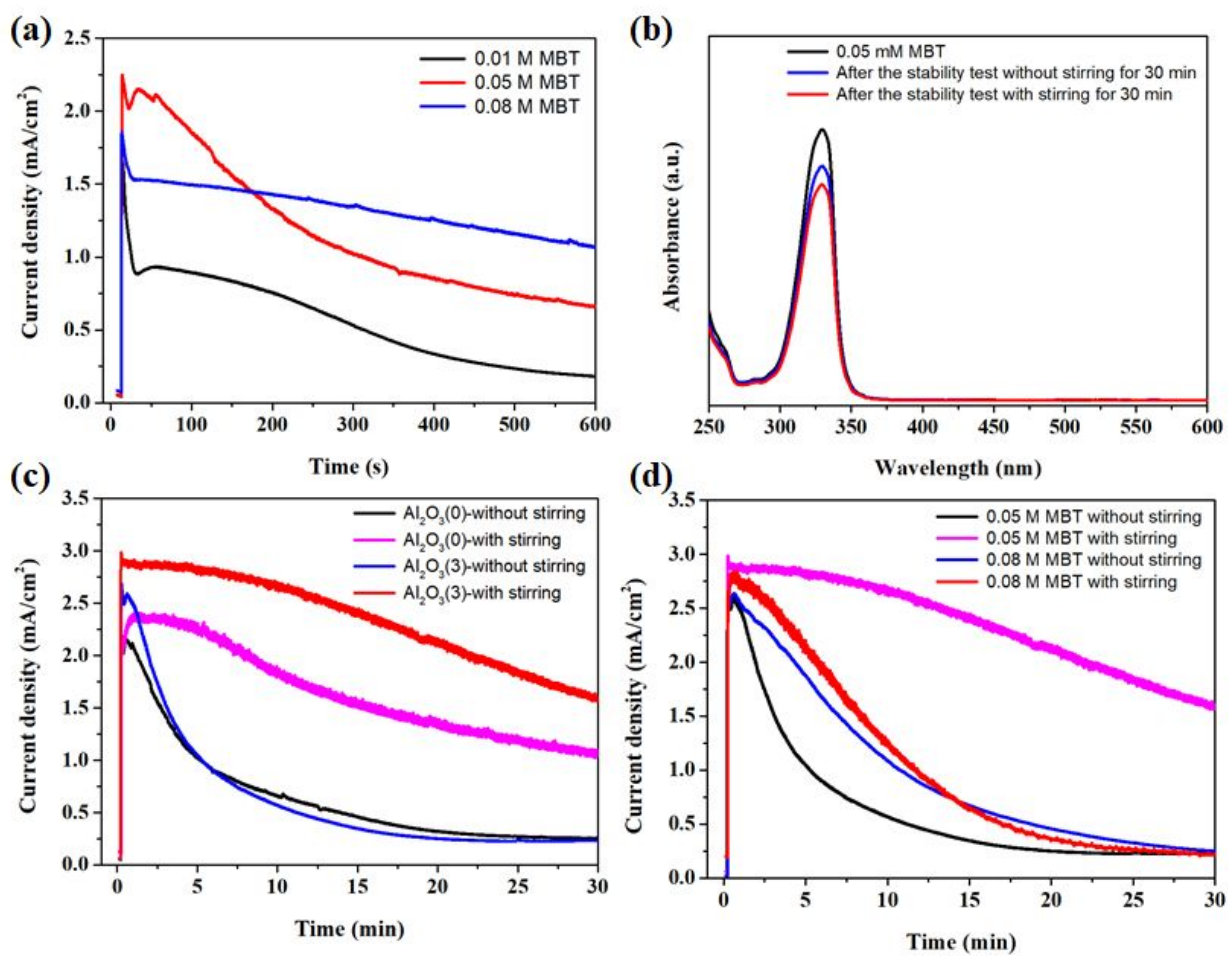 (a)
2.5
2.0
1.5
1.0
0.5
0.0
Current density (mA/cm²)
0.01 M MBT
0.05 M MBT
0.08 M MBT
0 100 200 300 400 500 600
Time (s)
(b)
Absorbance (a.u.)
0.05 mM MBT
After the stability test without stirring for 30 min
After the stability test with stirring for 30 min
250 300 350 400 450 500 550 600
Wavelength (nm)
(c)
3.5
3.0
2.5
2.0
1.5
1.0
0.5
0.0
Current density (mA/cm²)
Al₂O₃(0)-without stirring
Al₂O₃(0)-with stirring
Al₂O₃(3)-without stirring
Al₂O₃(3)-with stirring
0 5 10 15 20 25 30
Time (min)
(d)
3.5
3.0
2.5
2.0
1.5
1.0
0.5
0.0
Current density (mA/cm²)
0.05 M MBT without stirring
0.05 M MBT with stirring
0.08 M MBT without stirring
0.08 M MBT with stirring
0 5 10 15 20 25 30
Time (min)